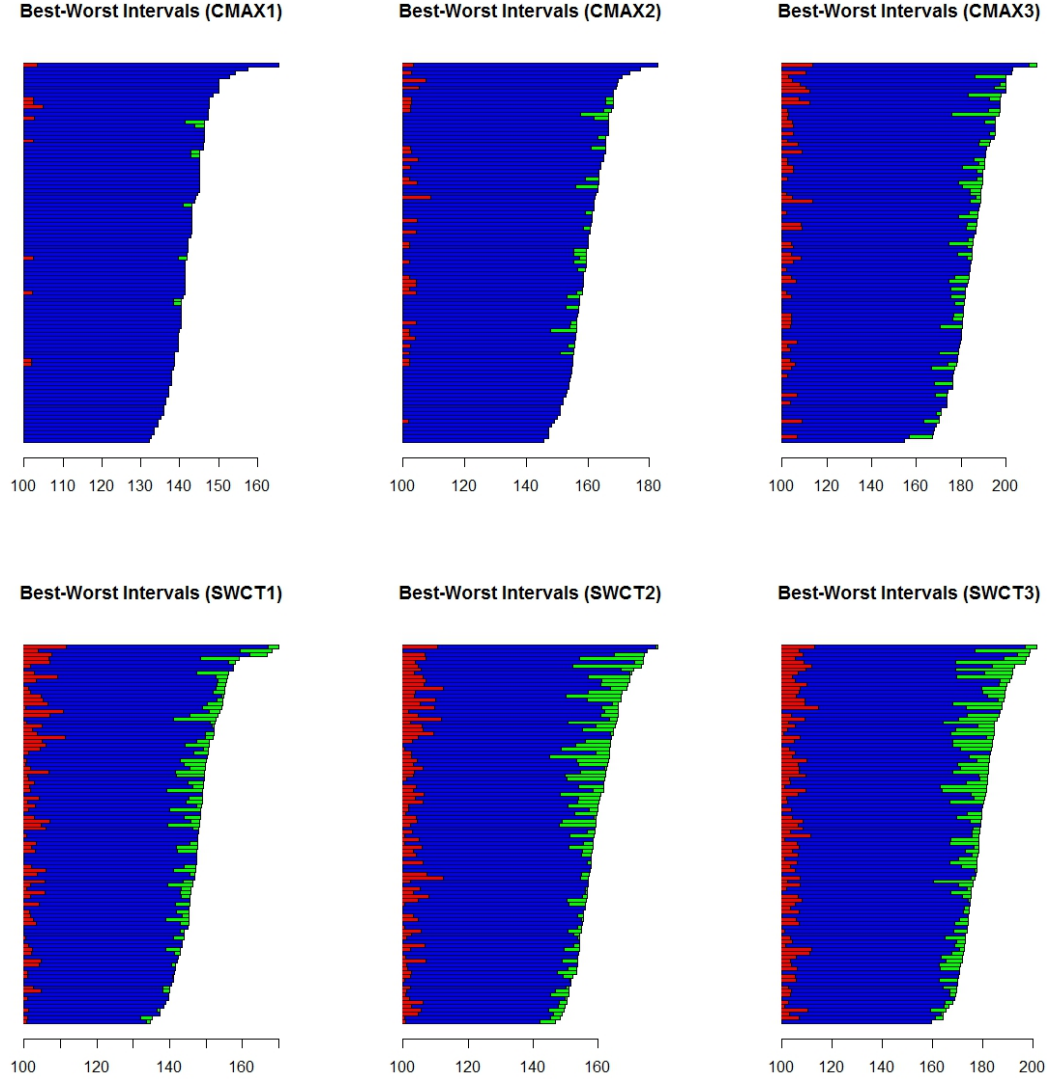 Best-Worst Intervals (CMAX1)
Best-Worst Intervals (CMAX2)
Best-Worst Intervals (CMAX3)
100 110 120 130 140 150 160
100 120 140 160 180
100 120 140 160 180 200
Best-Worst Intervals (SWCT1)
Best-Worst Intervals (SWCT2)
Best-Worst Intervals (SWCT3)
100 120 140 160
100 120 140 160
100 120 140 160 180 200